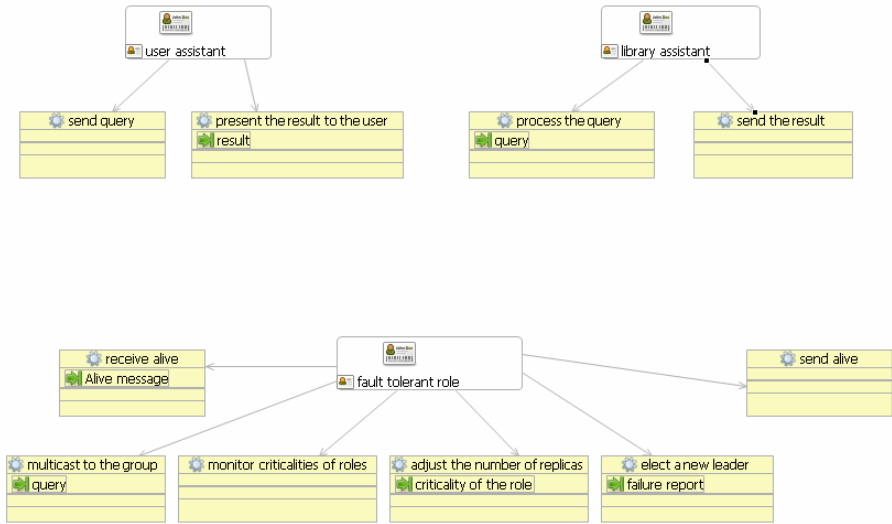 user assistant
library assistant
send query
present the result to the user
result
process the query
query
send the result
receive alive
Alive message
fault tolerant role
send alive
multicast to the group
query
monitor criticalities of roles
adjust the number of replicas
criticality of the role
elect a new leader
failure report